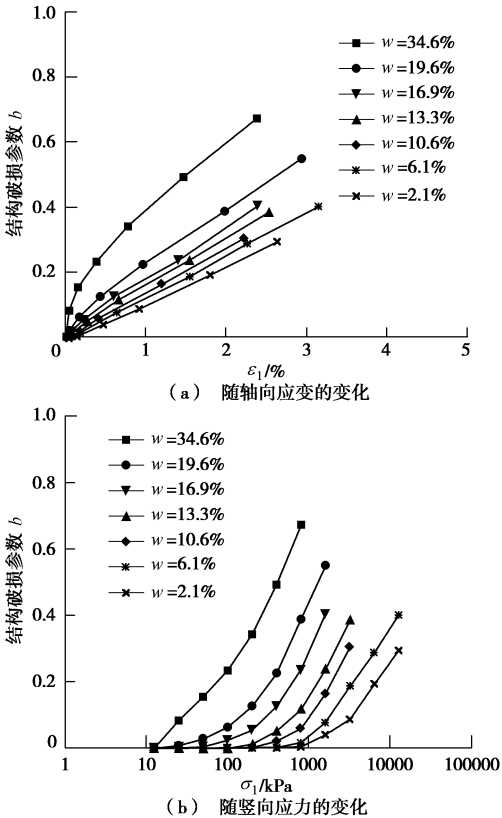 1.0
0.8
0.6
0.4
0.2
0
结构破损参数 b
w=34.6%
w=19.6%
w=16.9%
w=13.3%
w=10.6%
w=6.1%
w=2.1%
1 2 3 4 5
ε₁/%
(a) 随轴向应变的变化
1.0
0.8
0.6
0.4
0.2
0
结构破损参数 b
w=34.6%
w=19.6%
w=16.9%
w=13.3%
w=10.6%
w=6.1%
w=2.1%
1 10 100 1000 10000 100000
σ₁/kPa
(b) 随竖向应力的变化